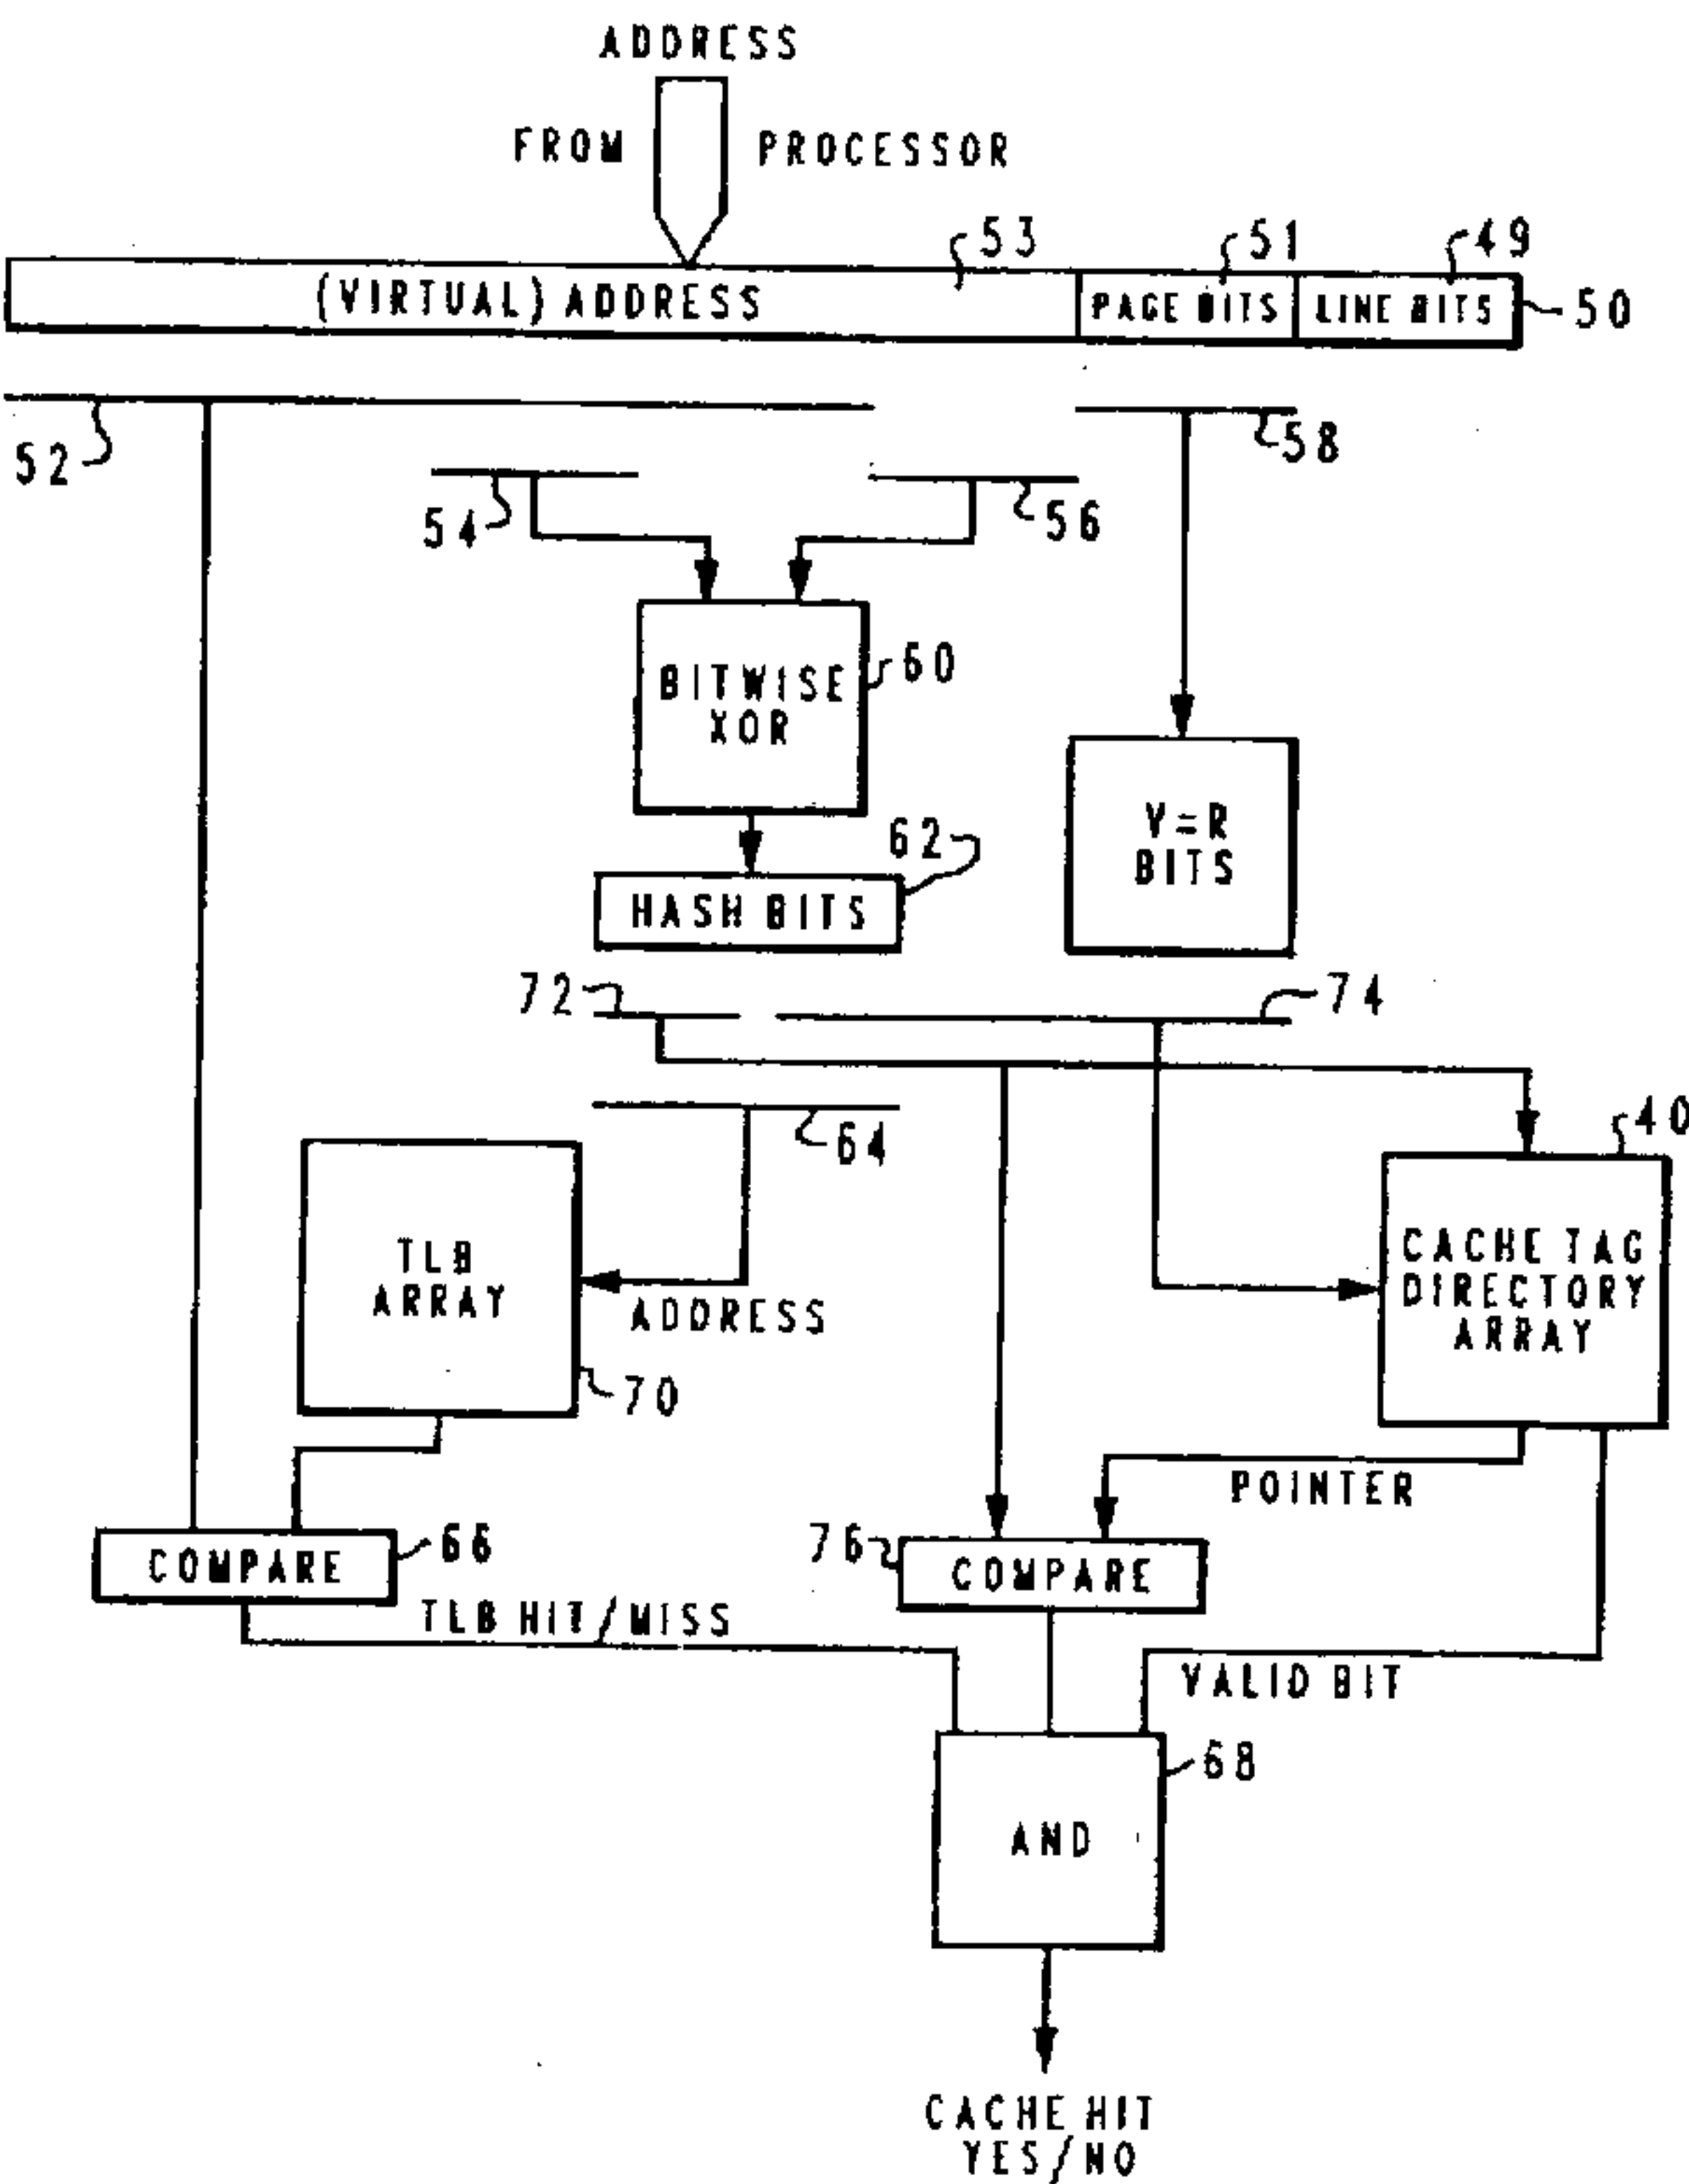 ADDRESS
FROM PROCESSOR
53
51
49
(VIRTUAL) ADDRESS
PAGE BITS
LINE BITS
50
52
58
54
56
BITWISE
XOR
60
V=R
BITS
62
HASH BITS
72
74
64
40
TLB
ARRAY
ADDRESS
CACHE TAG
DIRECTORY
ARRAY
70
POINTER
COMPARE
66
76
COMPARE
TLB HIT/MISS
VALID BIT
68
AND
CACHE HIT
YES/NO